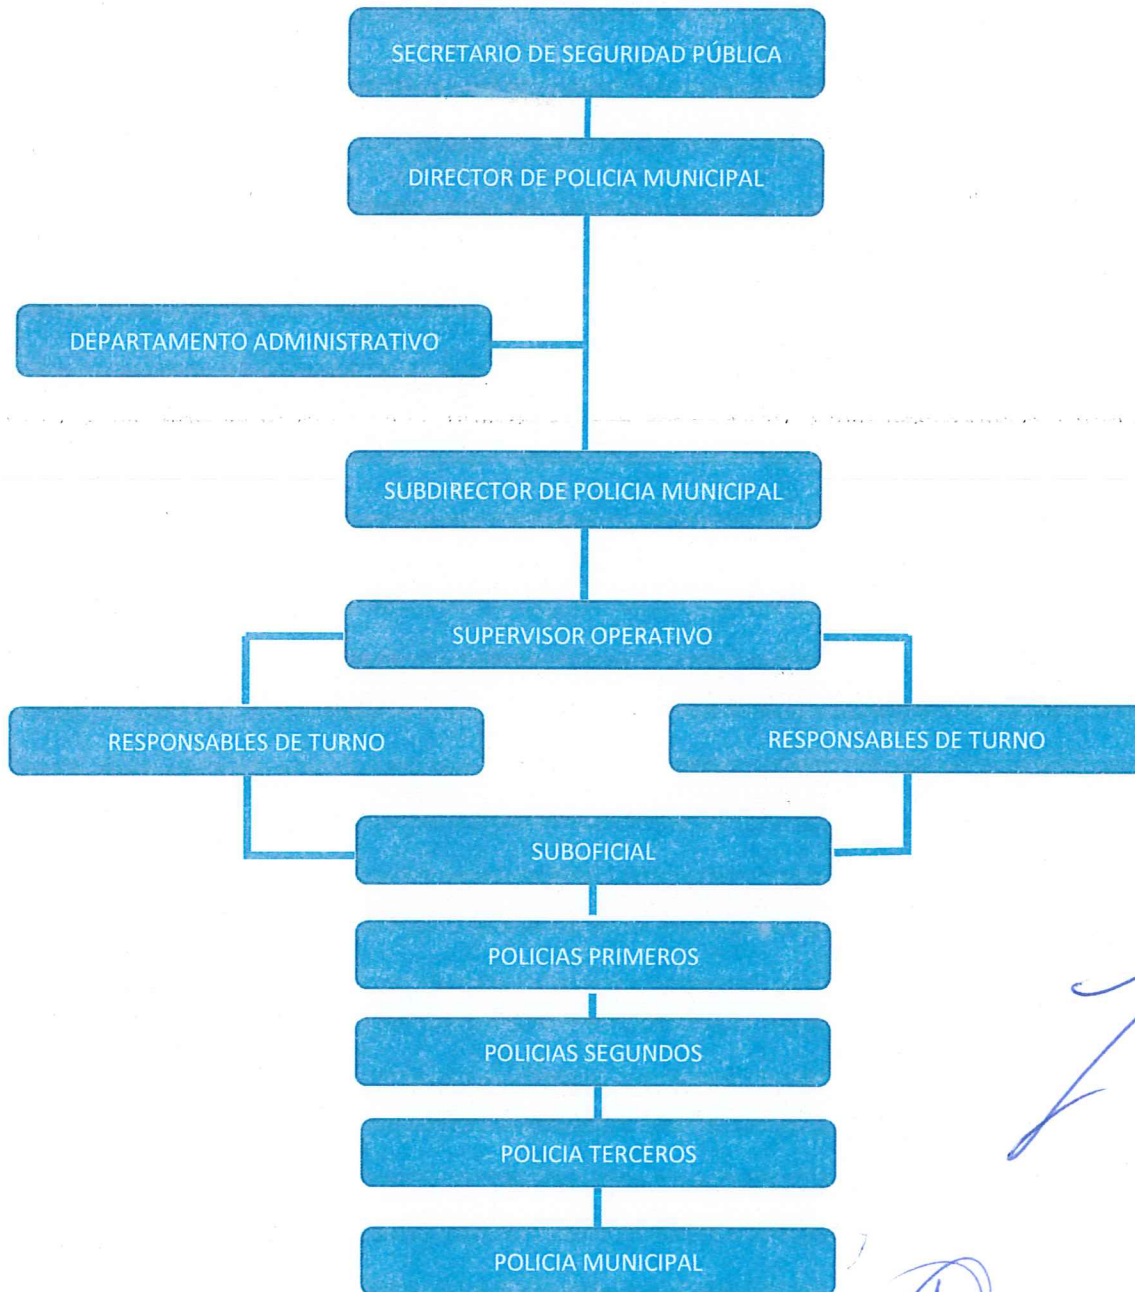 SECRETARIO DE SEGURIDAD PÚBLICA
DIRECTOR DE POLICIA MUNICIPAL
DEPARTAMENTO ADMINISTRATIVO
SUBDIRECTOR DE POLICIA MUNICIPAL
SUPERVISOR OPERATIVO
RESPONSABLES DE TURNO
RESPONSABLES DE TURNO
SUBOFICIAL
POLICIAS PRIMEROS
POLICIAS SEGUNDOS
POLICIA TERCEROS
POLICIA MUNICIPAL